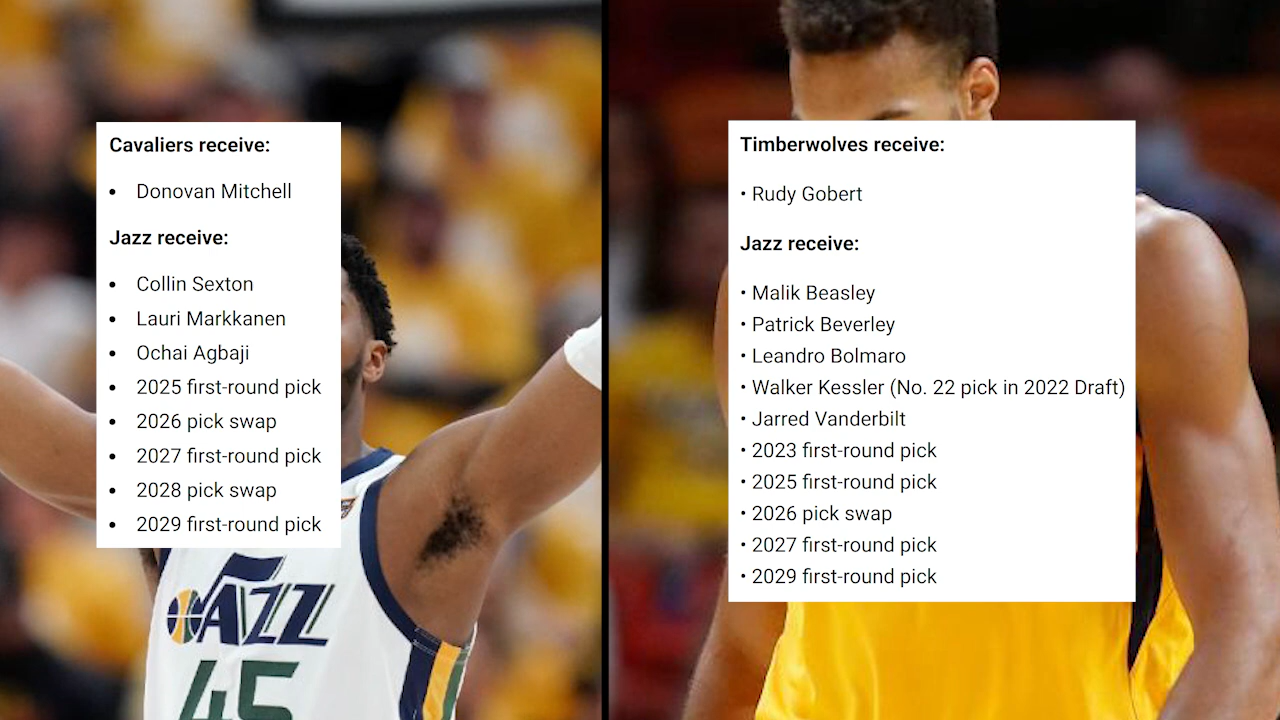 Cavaliers receive:
• Donovan Mitchell
Jazz receive:
• Collin Sexton
• Lauri Markkanen
• Ochai Agbaji
• 2025 first-round pick
• 2026 pick swap
• 2027 first-round pick
• 2028 pick swap
• 2029 first-round pick
JAZZ
45
Timberwolves receive:
• Rudy Gobert
Jazz receive:
• Malik Beasley
• Patrick Beverley
• Leandro Bolmaro
• Walker Kessler (No. 22 pick in 2022 Draft)
• Jarred Vanderbilt
• 2023 first-round pick
• 2025 first-round pick
• 2026 pick swap
• 2027 first-round pick
• 2029 first-round pick